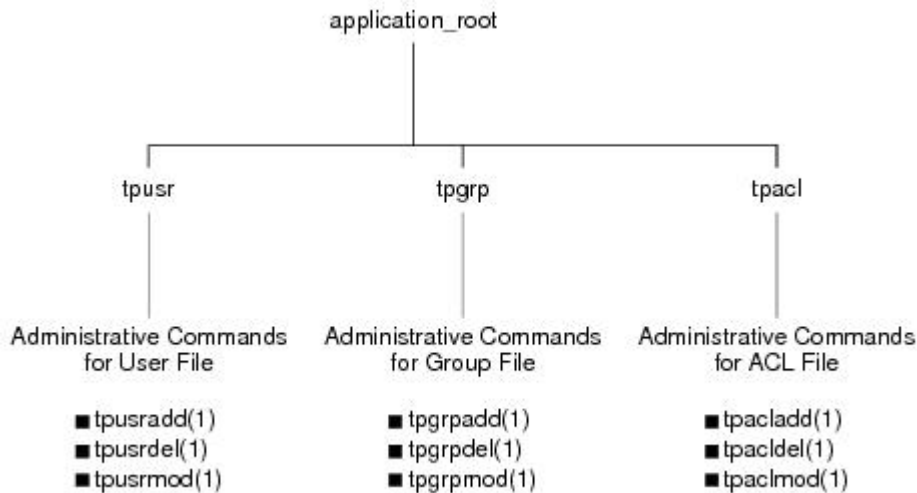 application_root
tpusr
tpgrp
tpacl
Administrative Commands
for User File
Administrative Commands
for Group File
Administrative Commands
for ACL File
tpusradd(1)
tpusrdel(1)
tpusrmod(1)
tpgrpadd(1)
tpgrpdel(1)
tpgrpmod(1)
tpacladd(1)
tpacldel(1)
tpaclmod(1)